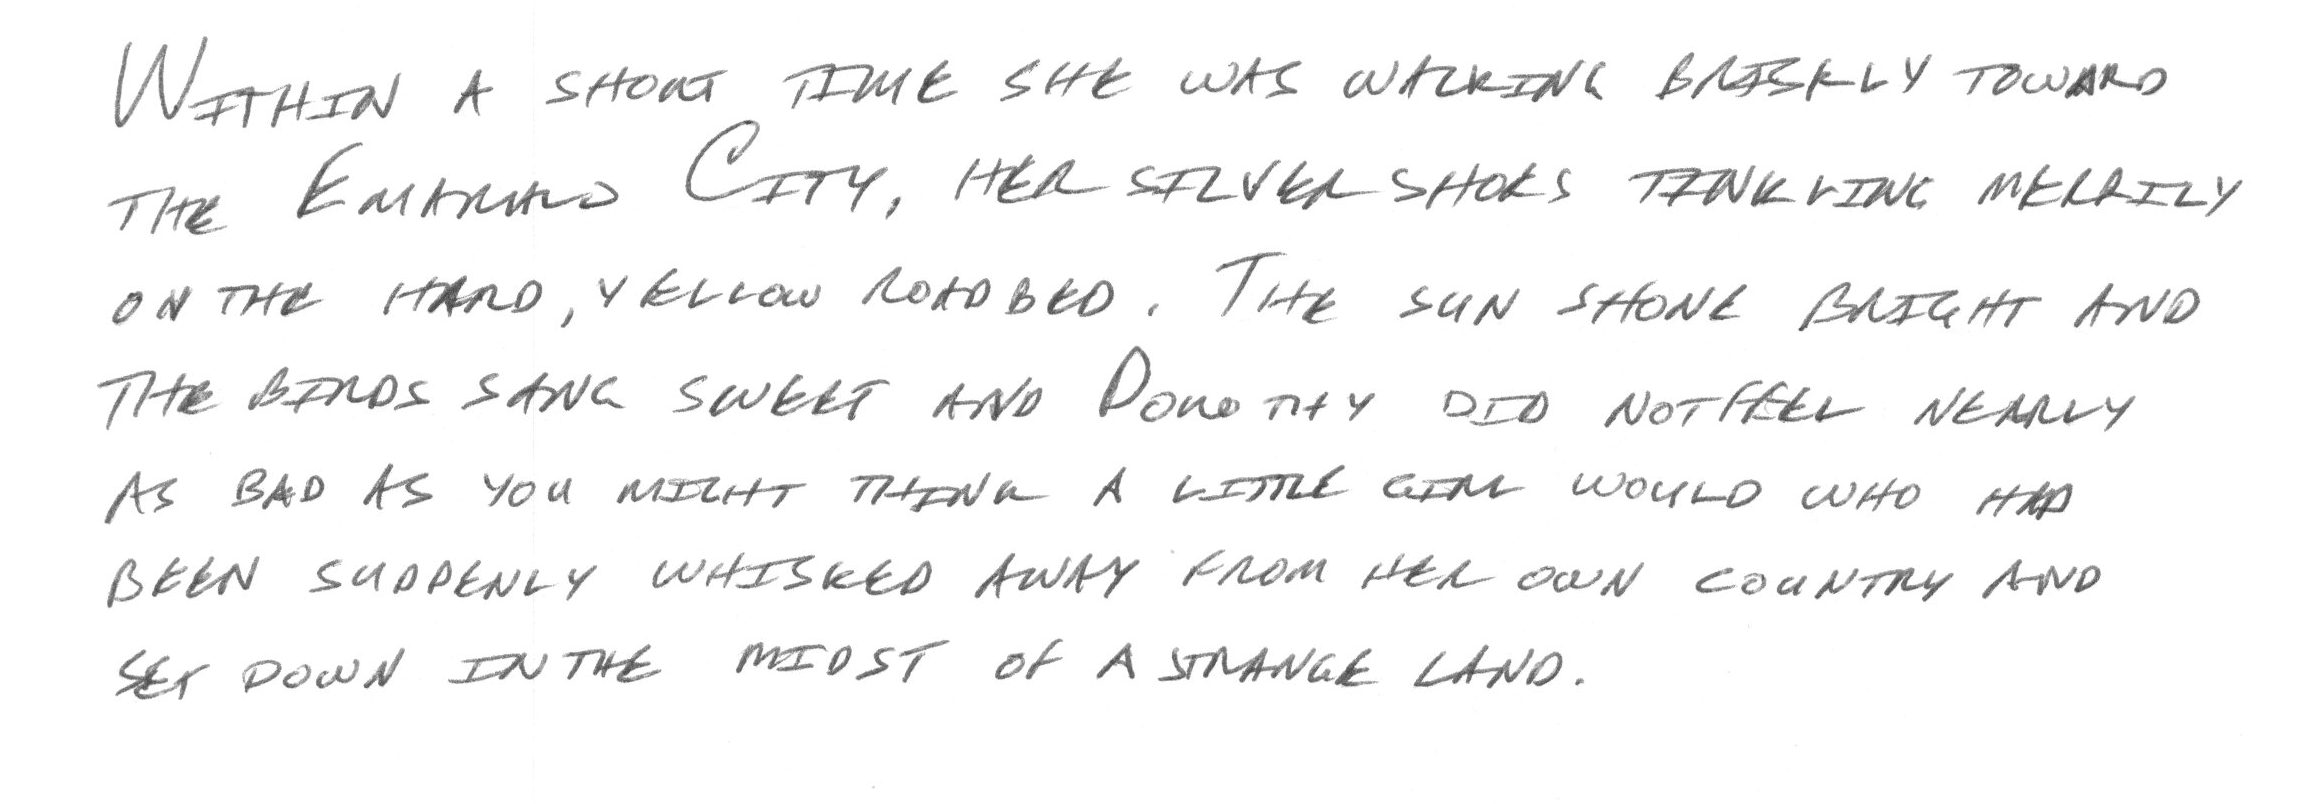 Within a short time she was walking briskly toward
the Emarald City, her silver shoes tinkling merrily
on the hard, yellow roadbed. The sun shone bright and
the birds sang sweet and Dorothy did not feel nearly
as bad as you might think a little girl would who had
been suddenly whisked away from her own country and
set down in the midst of a strange land.